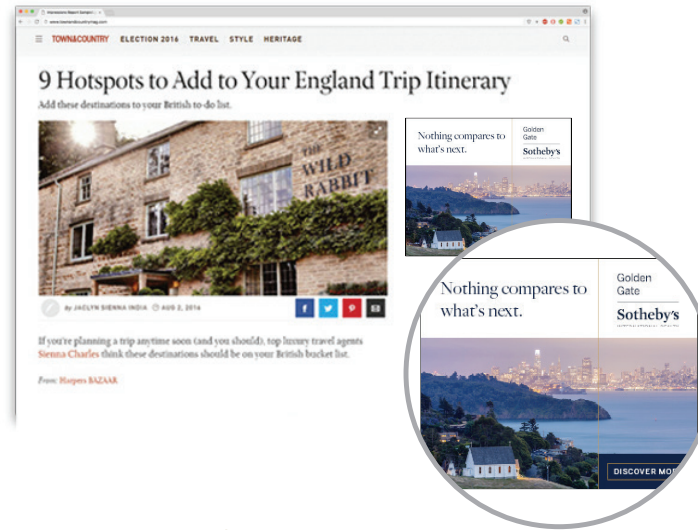 www.townandcountrymag.com
TOWN&COUNTRY ELECTION 2016 TRAVEL STYLE HERITAGE
9 Hotspots to Add to Your England Trip Itinerary
Add these destinations to your British to-do list.
THE
WILD
RABBIT
By JACLYN SIENNA INDIA AUG 2, 2016
If you're planning a trip anytime soon (and you should), top luxury travel agents
Sienna Charles think these destinations should be on your British bucket list.
From: Harpers BAZAAR
Nothing compares to
what's next.
Golden
Gate
Sotheby's
Nothing compares to
what's next.
Golden
Gate
Sotheby's
DISCOVER MO